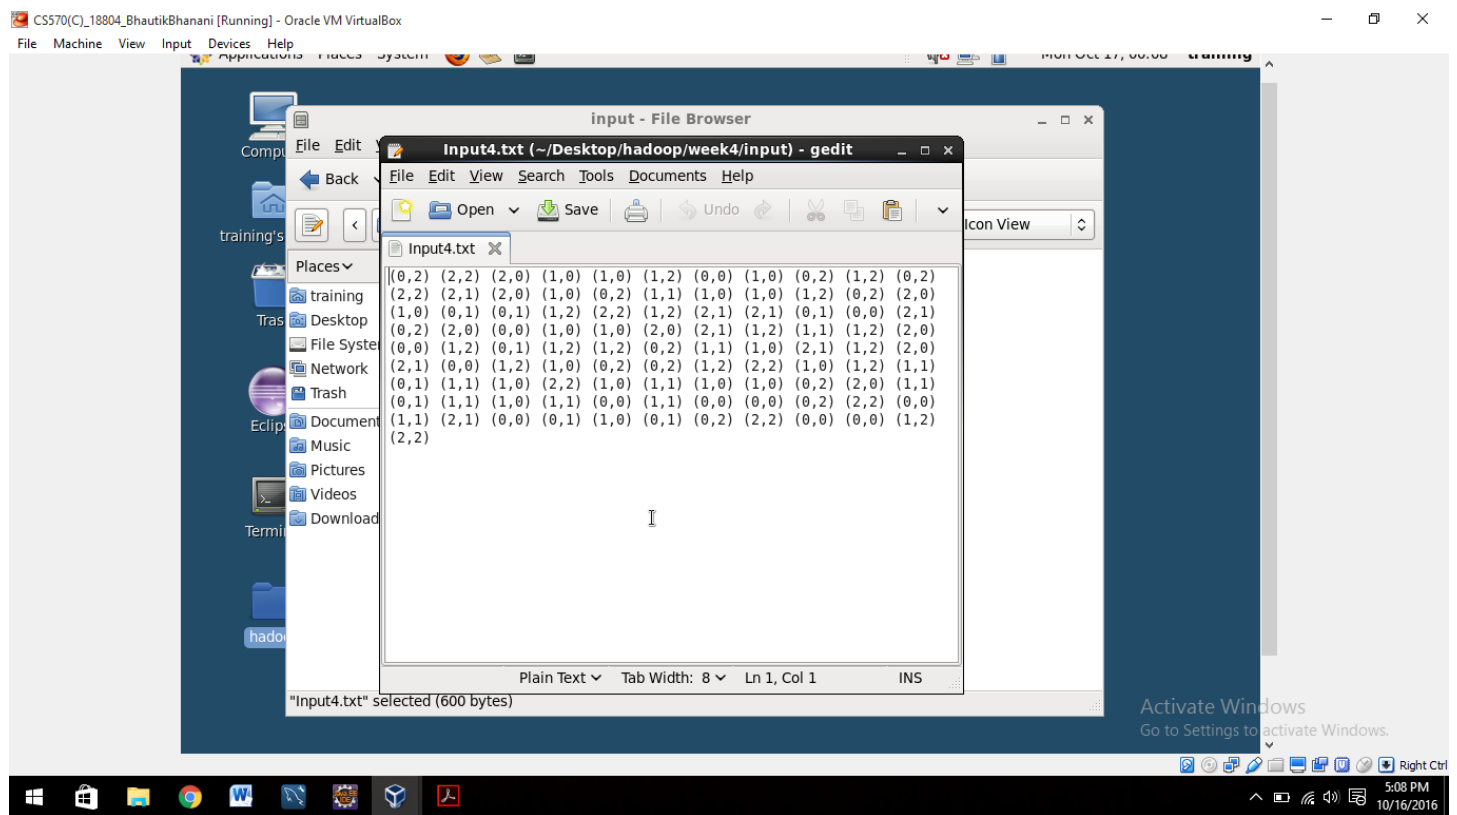 CS570(C)_18804_BhautikBhanani [Running] - Oracle VM VirtualBox
File Machine View Input Devices Help
Applications Places System Mon Oct 17, training
input - File Browser
File Edit
Back
Icon View
Places
training
Desktop
File Syste
Network
Trash
Document
Music
Pictures
Videos
Download
Compu
training's
Tras
Eclip
Termi
hado
Input4.txt (~/Desktop/hadoop/week4/input) - gedit
File Edit View Search Tools Documents Help
Open Save Undo
Input4.txt
(0,2) (2,2) (2,0) (1,0) (1,0) (1,2) (0,0) (1,0) (0,2) (1,2) (0,2)
(2,2) (2,1) (2,0) (1,0) (0,2) (1,1) (1,0) (1,0) (1,2) (0,2) (2,0)
(1,0) (0,1) (0,1) (1,2) (2,2) (1,2) (2,1) (2,1) (0,1) (0,0) (2,1)
(0,2) (2,0) (0,0) (1,0) (1,0) (2,0) (2,1) (1,2) (1,1) (1,2) (2,0)
(0,0) (1,2) (0,1) (1,2) (1,2) (0,2) (1,1) (1,0) (2,1) (1,2) (2,0)
(2,1) (0,0) (1,2) (1,0) (0,2) (0,2) (1,2) (2,2) (1,0) (1,2) (1,1)
(0,1) (1,1) (1,0) (2,2) (1,0) (1,1) (1,0) (1,0) (0,2) (2,0) (1,1)
(0,1) (1,1) (1,0) (1,1) (0,0) (1,1) (0,0) (0,0) (0,2) (2,2) (0,0)
(1,1) (2,1) (0,0) (0,1) (1,0) (0,1) (0,2) (2,2) (0,0) (0,0) (1,2)
(2,2)
Plain Text Tab Width: 8 Ln 1, Col 1 INS
"Input4.txt" selected (600 bytes)
Activate Windows
Go to Settings to activate Windows.
Right Ctrl
5:08 PM
10/16/2016